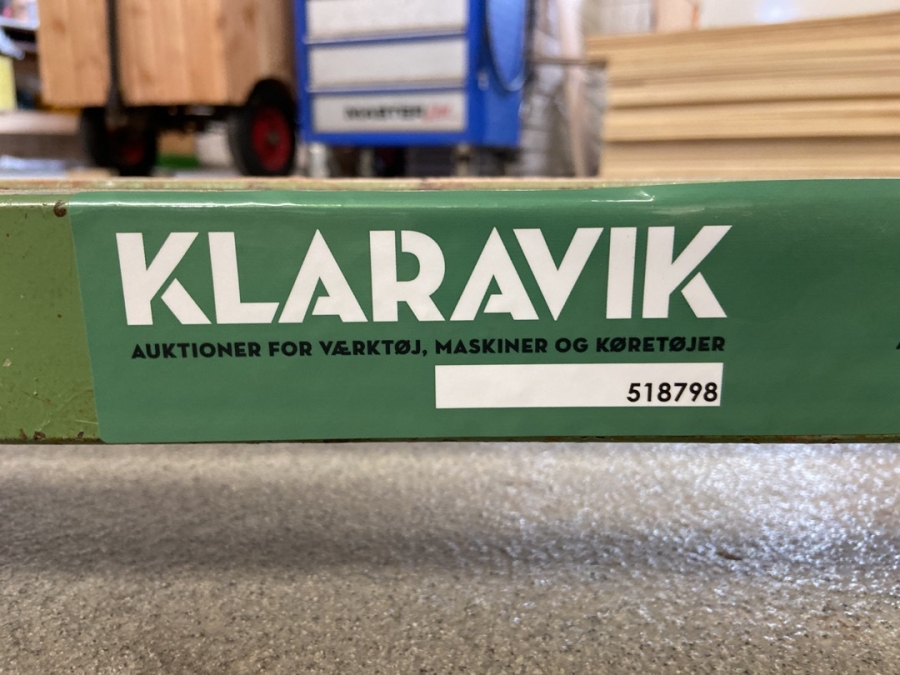 KLARAVIK
AUKTIONER FOR VÆRKTØJ, MASKINER OG KØRETØJER
518798